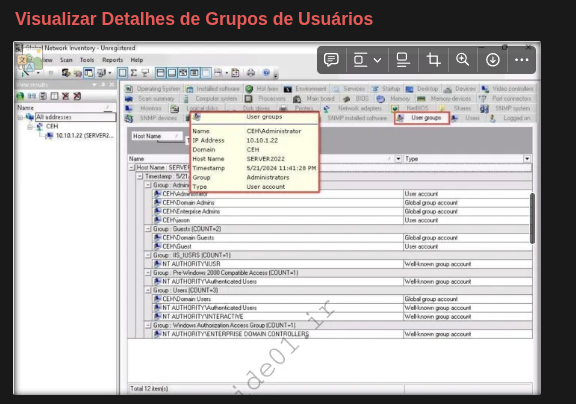 Visualizar Detalhes de Grupos de Usuários
Network Inventory - Unregistered
View Scan Tools Reports Help
Name
All addresses
CEH
10.10.1.22 (SERVER2...
Operating System Installed software Hot fixes Environment Services Startup Desktop Devices Video controllers
Scan summary Computer system Processors Main board BIOS Memory Memory devices Port connectors
Monitors Logical disks Disk drives Printers Network adapters NetBIOS Shares SNMP system
SNMP devices SNMP installed software User groups Users Logged on
Host Name
User groups
Name CEH\Administrator
IP Address 10.10.1.22
Domain CEH
Host Name SERVER2022
Timestamp 5/21/2024 11:41:28 PM
Group Administrators
Type User account
Name Type
Host Name : SERVER
Timestamp : 5/21
Group : Admin
CEH\Administrator User account
CEH\Domain Admins Global group account
CEH\Enterprise Admins Global group account
CEH\jason User account
Group : Guests (COUNT=2)
CEH\Domain Guests Global group account
CEH\Guest User account
Group : IIS_IUSRS (COUNT=1)
NT AUTHORITY\IUSR Well-known group account
Group : Pre-Windows 2000 Compatible Access (COUNT=1)
NT AUTHORITY\Authenticated Users Well-known group account
Group : Users (COUNT=3)
CEH\Domain Users Global group account
NT AUTHORITY\Authenticated Users Well-known group account
NT AUTHORITY\INTERACTIVE Well-known group account
Group : Windows Authorization Access Group (COUNT=1)
NT AUTHORITY\ENTERPRISE DOMAIN CONTROLLERS Well-known group account
Total 12 item(s)